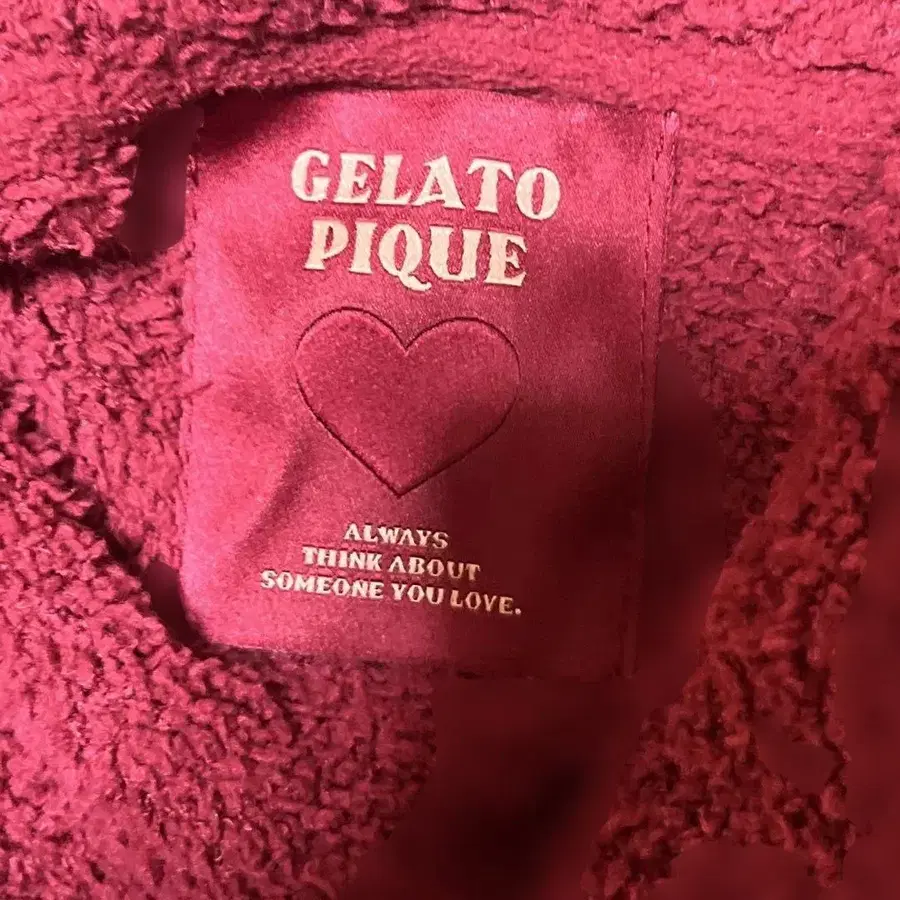 GELATO
PIQUE
ALWAYS
THINK ABOUT
SOMEONE YOU LOVE.